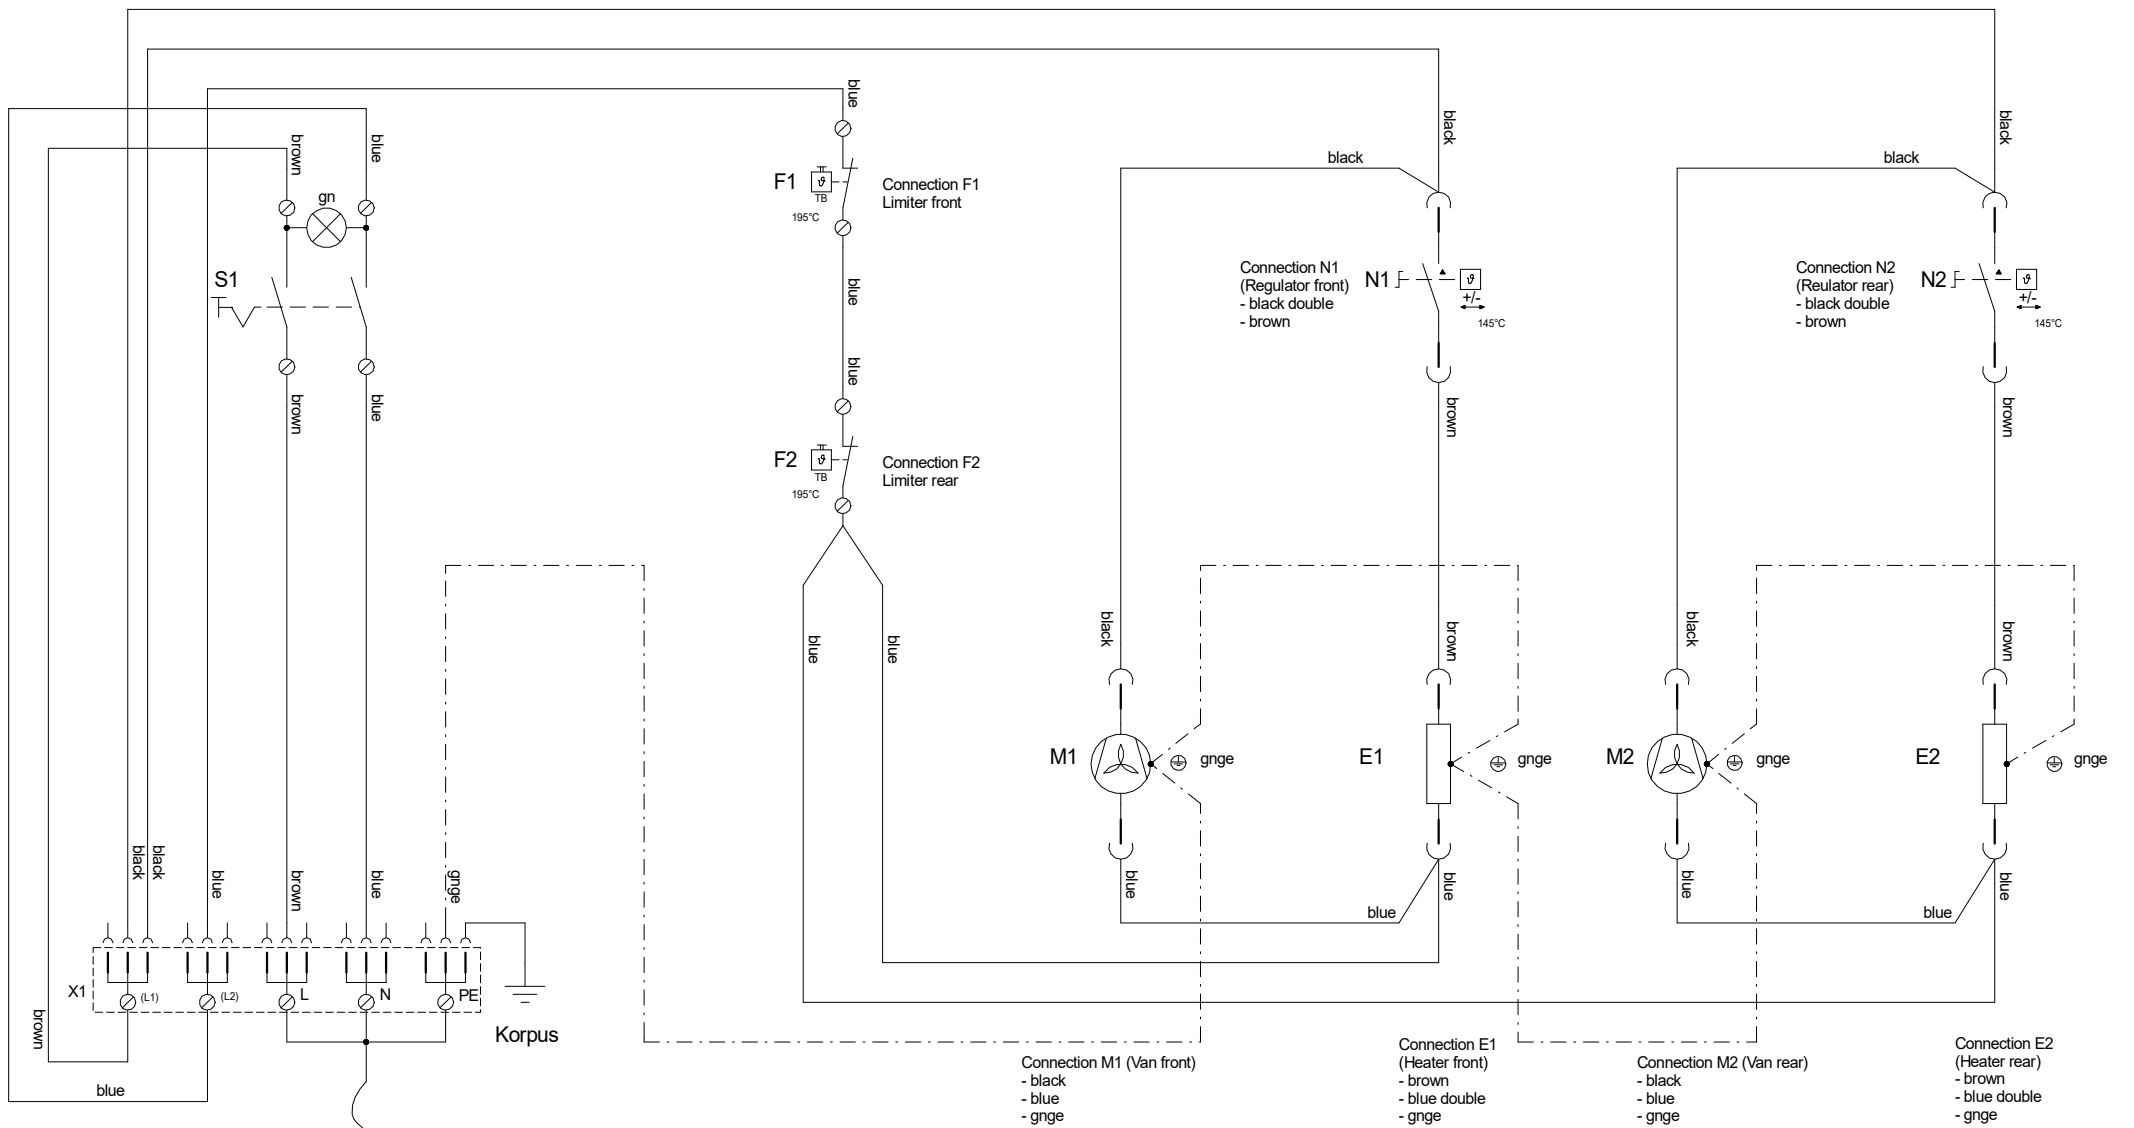 blue
black
black
brown
blue
black
black
gn
F1
ϑ
TB
195°C
Connection F1
Limiter front
S1
blue
Connection N1
(Regulator front)
- black double
- brown
N1
ϑ
+/-
145°C
Connection N2
(Reulator rear)
- black double
- brown
N2
ϑ
+/-
145°C
blue
brown
blue
brown
brown
F2
ϑ
TB
195°C
Connection F2
Limiter rear
blue
blue
black
brown
black
brown
M1
gnge
E1
gnge
M2
gnge
E2
gnge
black
black
blue
brown
blue
gnge
blue
blue
blue
blue
blue
blue
X1
(L1)
(L2)
L
N
PE
Korpus
brown
blue
Connection M1 (Van front)
- black
- blue
- gnge
Connection E1
(Heater front)
- brown
- blue double
- gnge
Connection M2 (Van rear)
- black
- blue
- gnge
Connection E2
(Heater rear)
- brown
- blue double
- gnge